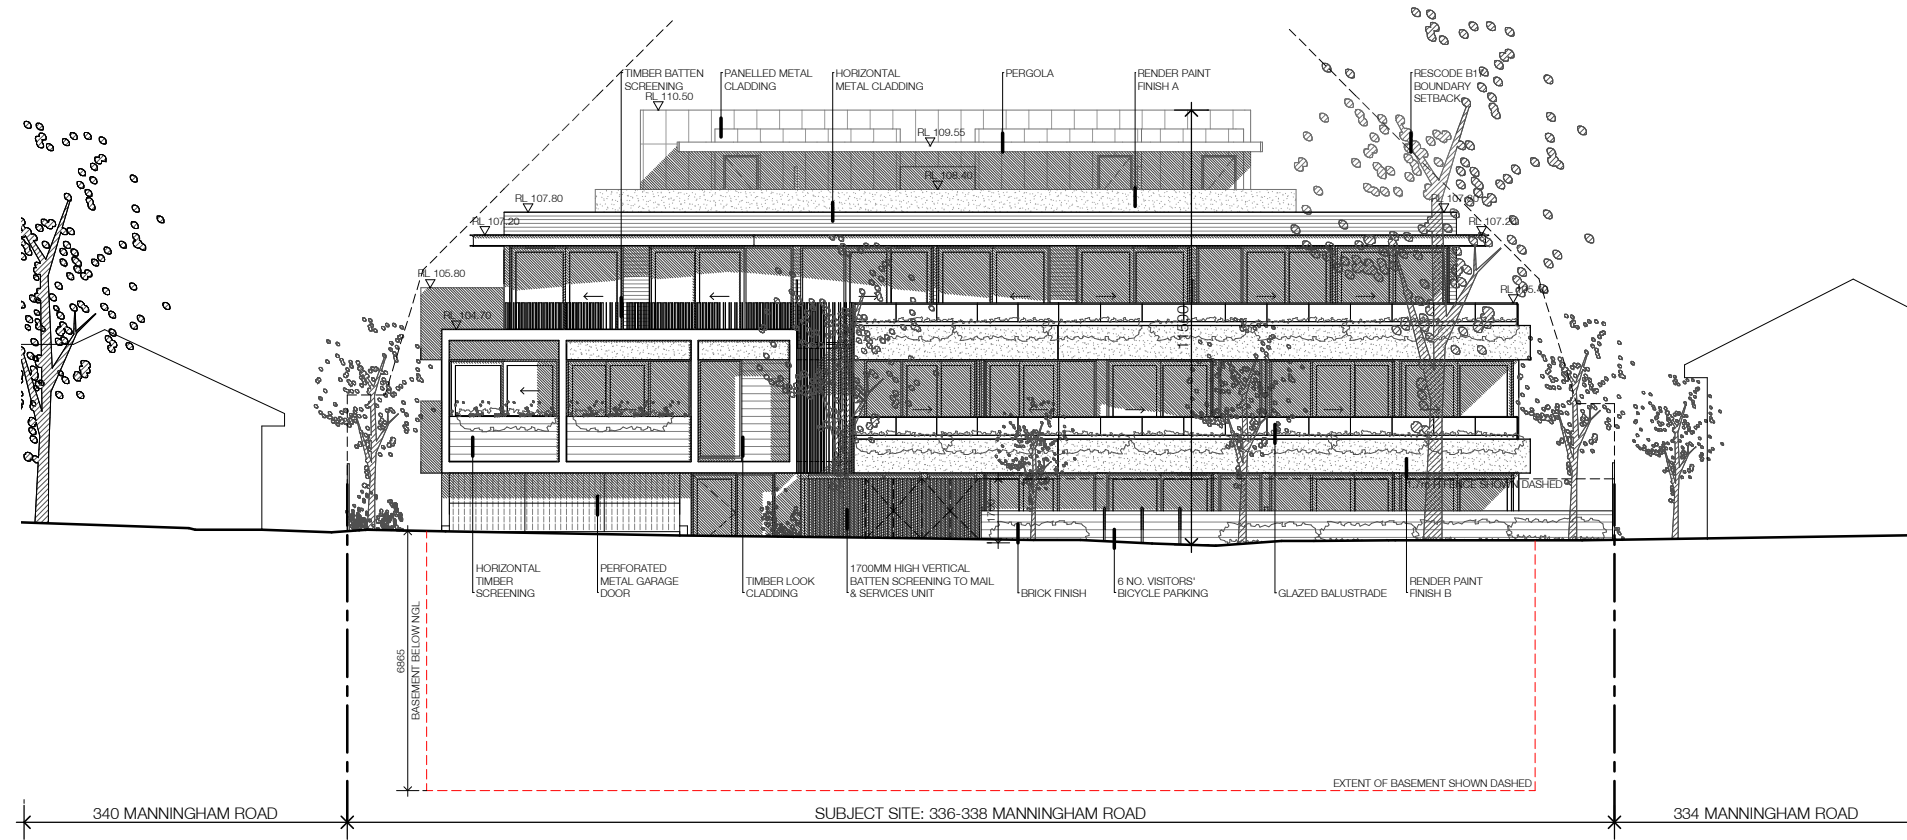 TIMBER BATTEN
SCREENING
PANELLED METAL
CLADDING
HORIZONTAL
METAL CLADDING
PERGOLA
RENDER PAINT
FINISH A
RESCODE B17
BOUNDARY
SETBACK
RL 110.50
RL 109.55
RL 108.40
RL 107.80
RL 107.20
RL 107.20
RL 105.80
RL 104.70
11500
FENCE SHOWN DASHED
HORIZONTAL
TIMBER
SCREENING
PERFORATED
METAL GARAGE
DOOR
TIMBER LOOK
CLADDING
1700MM HIGH VERTICAL
BATTEN SCREENING TO MAIL
& SERVICES UNIT
BRICK FINISH
6 NO. VISITORS'
BICYCLE PARKING
GLAZED BALUSTRADE
RENDER PAINT
FINISH B
6865
BASEMENT BELOW NGL
EXTENT OF BASEMENT SHOWN DASHED
340 MANNINGHAM ROAD
SUBJECT SITE: 336-338 MANNINGHAM ROAD
334 MANNINGHAM ROAD